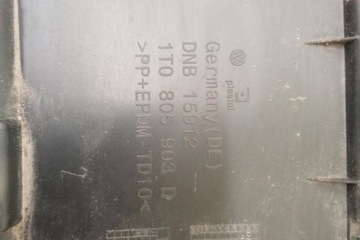 plastal
Germany(DE)
DNB 15912
1T0 805 903 D
>PP+EPDM-TD10<